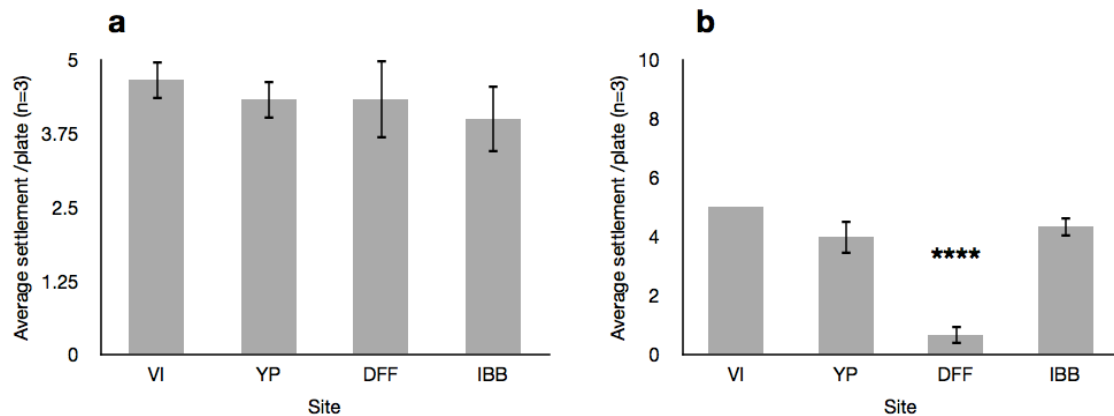 a
Average settlement /plate (n=3)
5
3.75
2.5
1.25
0
VI YP DFF IBB
Site
b
Average settlement /plate (n=3)
10
8
6
4
2
0
****
VI YP DFF IBB
Site